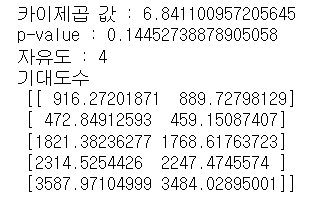 카이제곱 값 : 6.841100957205645
p-value : 0.14452738878905058
자유도 : 4
기대도수
[[ 916.27201871 889.72798129]
[ 472.84912593 459.15087407]
[1821.38236277 1768.61763723]
[2314.5254426 2247.4745574 ]
[3587.97104999 3484.02895001]]